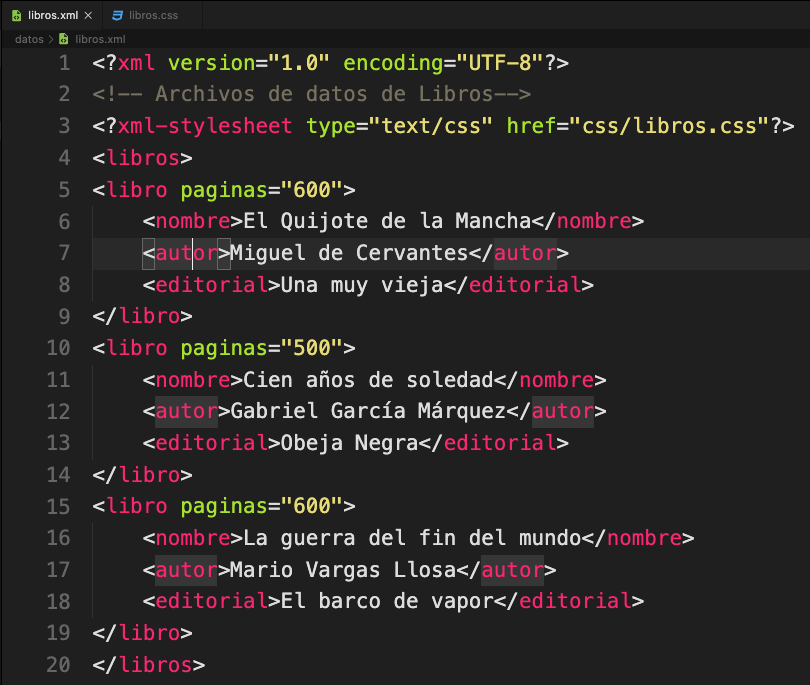 libros.xml × libros.css
datos > libros.xml
1 <?xml version="1.0" encoding="UTF-8"?>
2 <!-- Archivos de datos de Libros-->
3 <?xml-stylesheet type="text/css" href="css/libros.css"?>
4 <libros>
5 <libro paginas="600">
6     <nombre>El Quijote de la Mancha</nombre>
7     <autor>Miguel de Cervantes</autor>
8     <editorial>Una muy vieja</editorial>
9 </libro>
10 <libro paginas="500">
11     <nombre>Cien años de soledad</nombre>
12     <autor>Gabriel García Márquez</autor>
13     <editorial>Obeja Negra</editorial>
14 </libro>
15 <libro paginas="600">
16     <nombre>La guerra del fin del mundo</nombre>
17     <autor>Mario Vargas Llosa</autor>
18     <editorial>El barco de vapor</editorial>
19 </libro>
20 </libros>